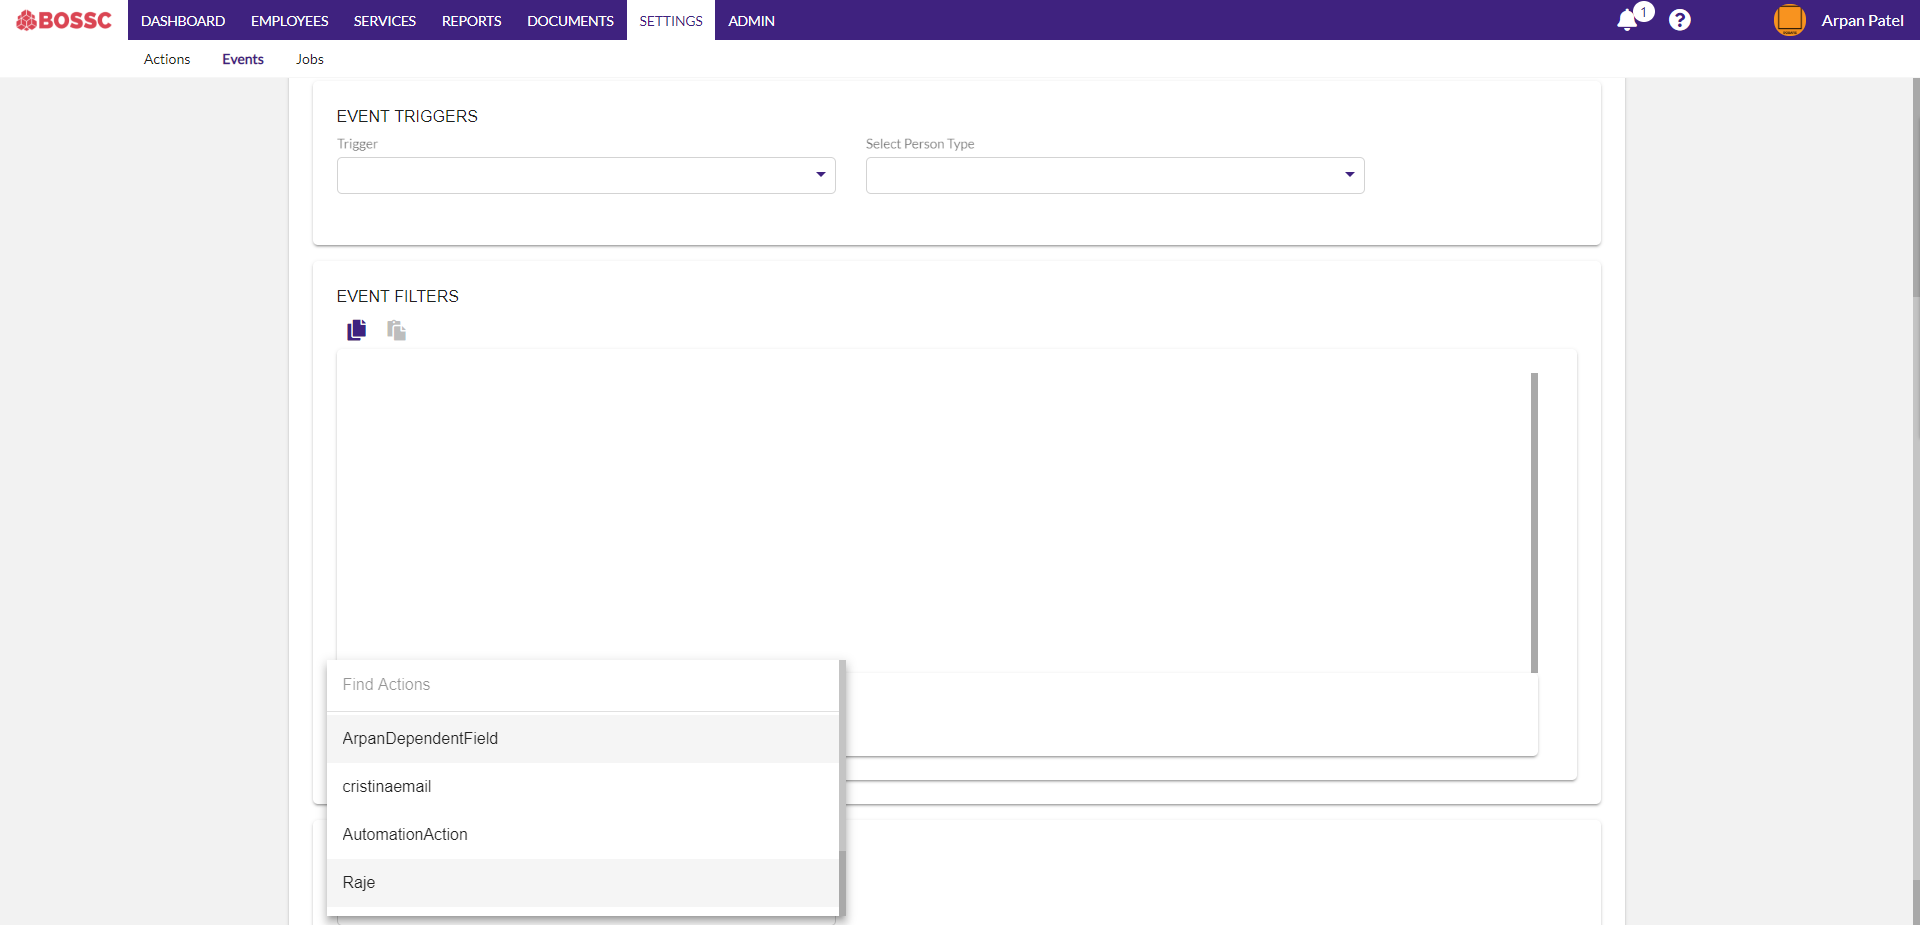 BOSSC DASHBOARD EMPLOYEES SERVICES REPORTS DOCUMENTS SETTINGS ADMIN 1 ? Arpan Patel
Actions Events Jobs
EVENT TRIGGERS
Trigger Select Person Type
EVENT FILTERS
Find Actions
ArpanDependentField
cristinaemail
AutomationAction
Raje